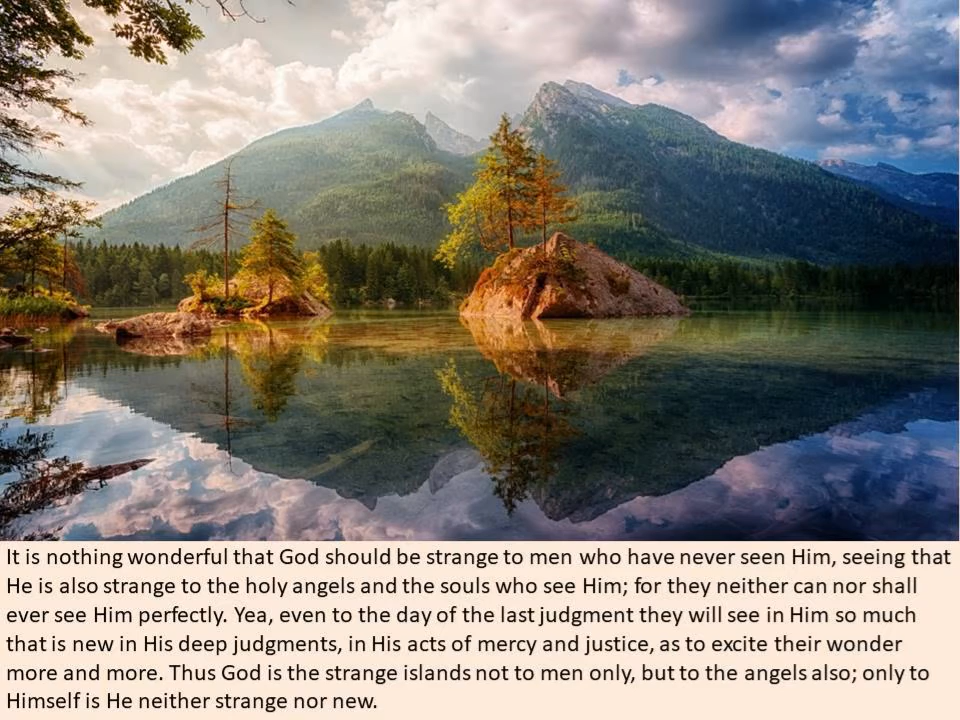 It is nothing wonderful that God should be strange to men who have never seen Him, seeing that
He is also strange to the holy angels and the souls who see Him; for they neither can nor shall
ever see Him perfectly. Yea, even to the day of the last judgment they will see in Him so much
that is new in His deep judgments, in His acts of mercy and justice, as to excite their wonder
more and more. Thus God is the strange islands not to men only, but to the angels also; only to
Himself is He neither strange nor new.